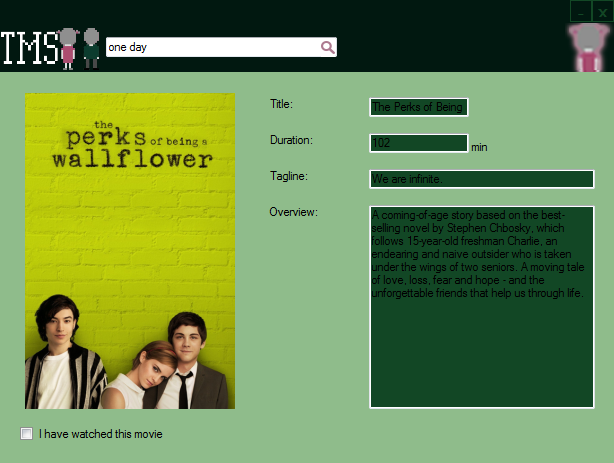 - x
TMS
one day
the
perks of being a
wallflower
Title:
The Perks of Being
Duration:
102 min
Tagline:
We are infinite.
Overview:
A coming-of-age story based on the best-
selling novel by Stephen Chbosky, which
follows 15-year-old freshman Charlie, an
endearing and naive outsider who is taken
under the wings of two seniors. A moving tale
of love, loss, fear and hope - and the
unforgettable friends that help us through life.
I have watched this movie